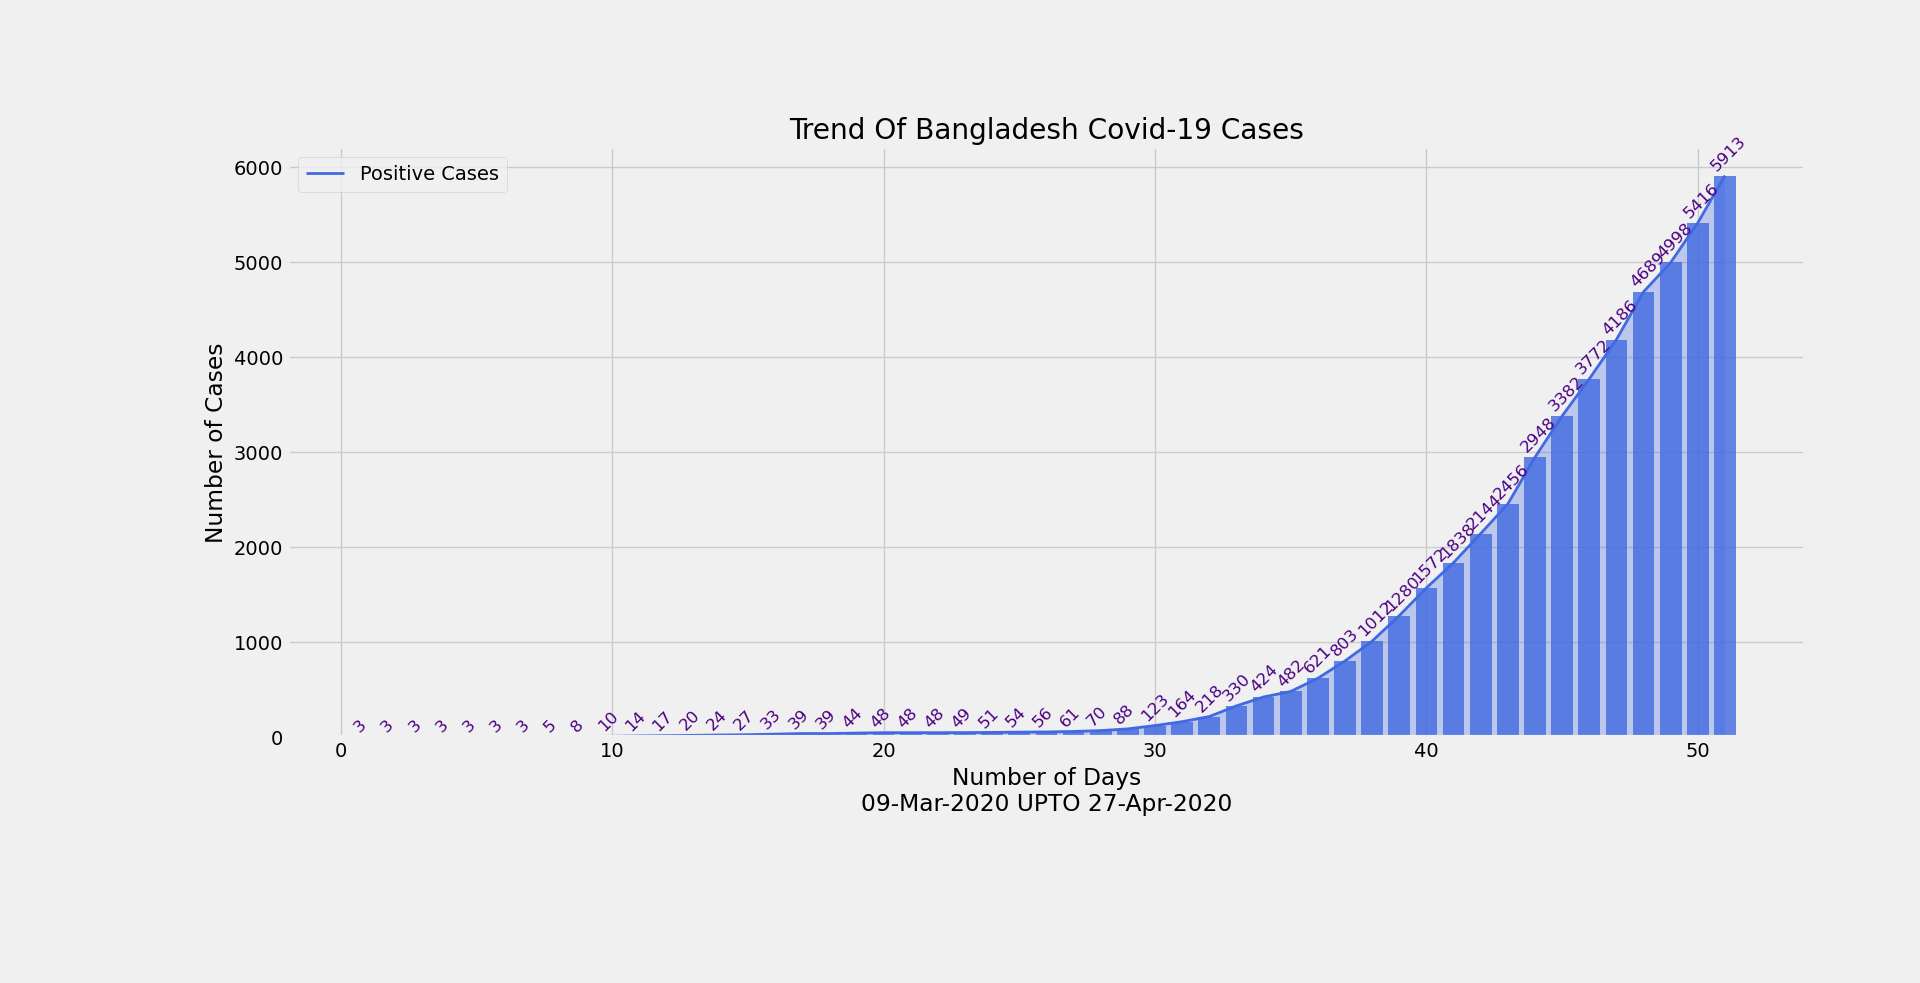 Trend Of Bangladesh Covid-19 Cases
Positive Cases
6000
5000
4000
3000
2000
1000
0
Number of Cases
3 3 3 3 3 3 3 5 8 10 14 17 20 24 27 33 39 39 44 48 48 48 49 51 54 56 61 70 88 123 164 218 330 424 482 621 803 1012 1280 1572 1838 2144 2456 2948 3382 3772 4186 4689 4998 5416 5913
0 10 20 30 40 50
Number of Days
09-Mar-2020 UPTO 27-Apr-2020